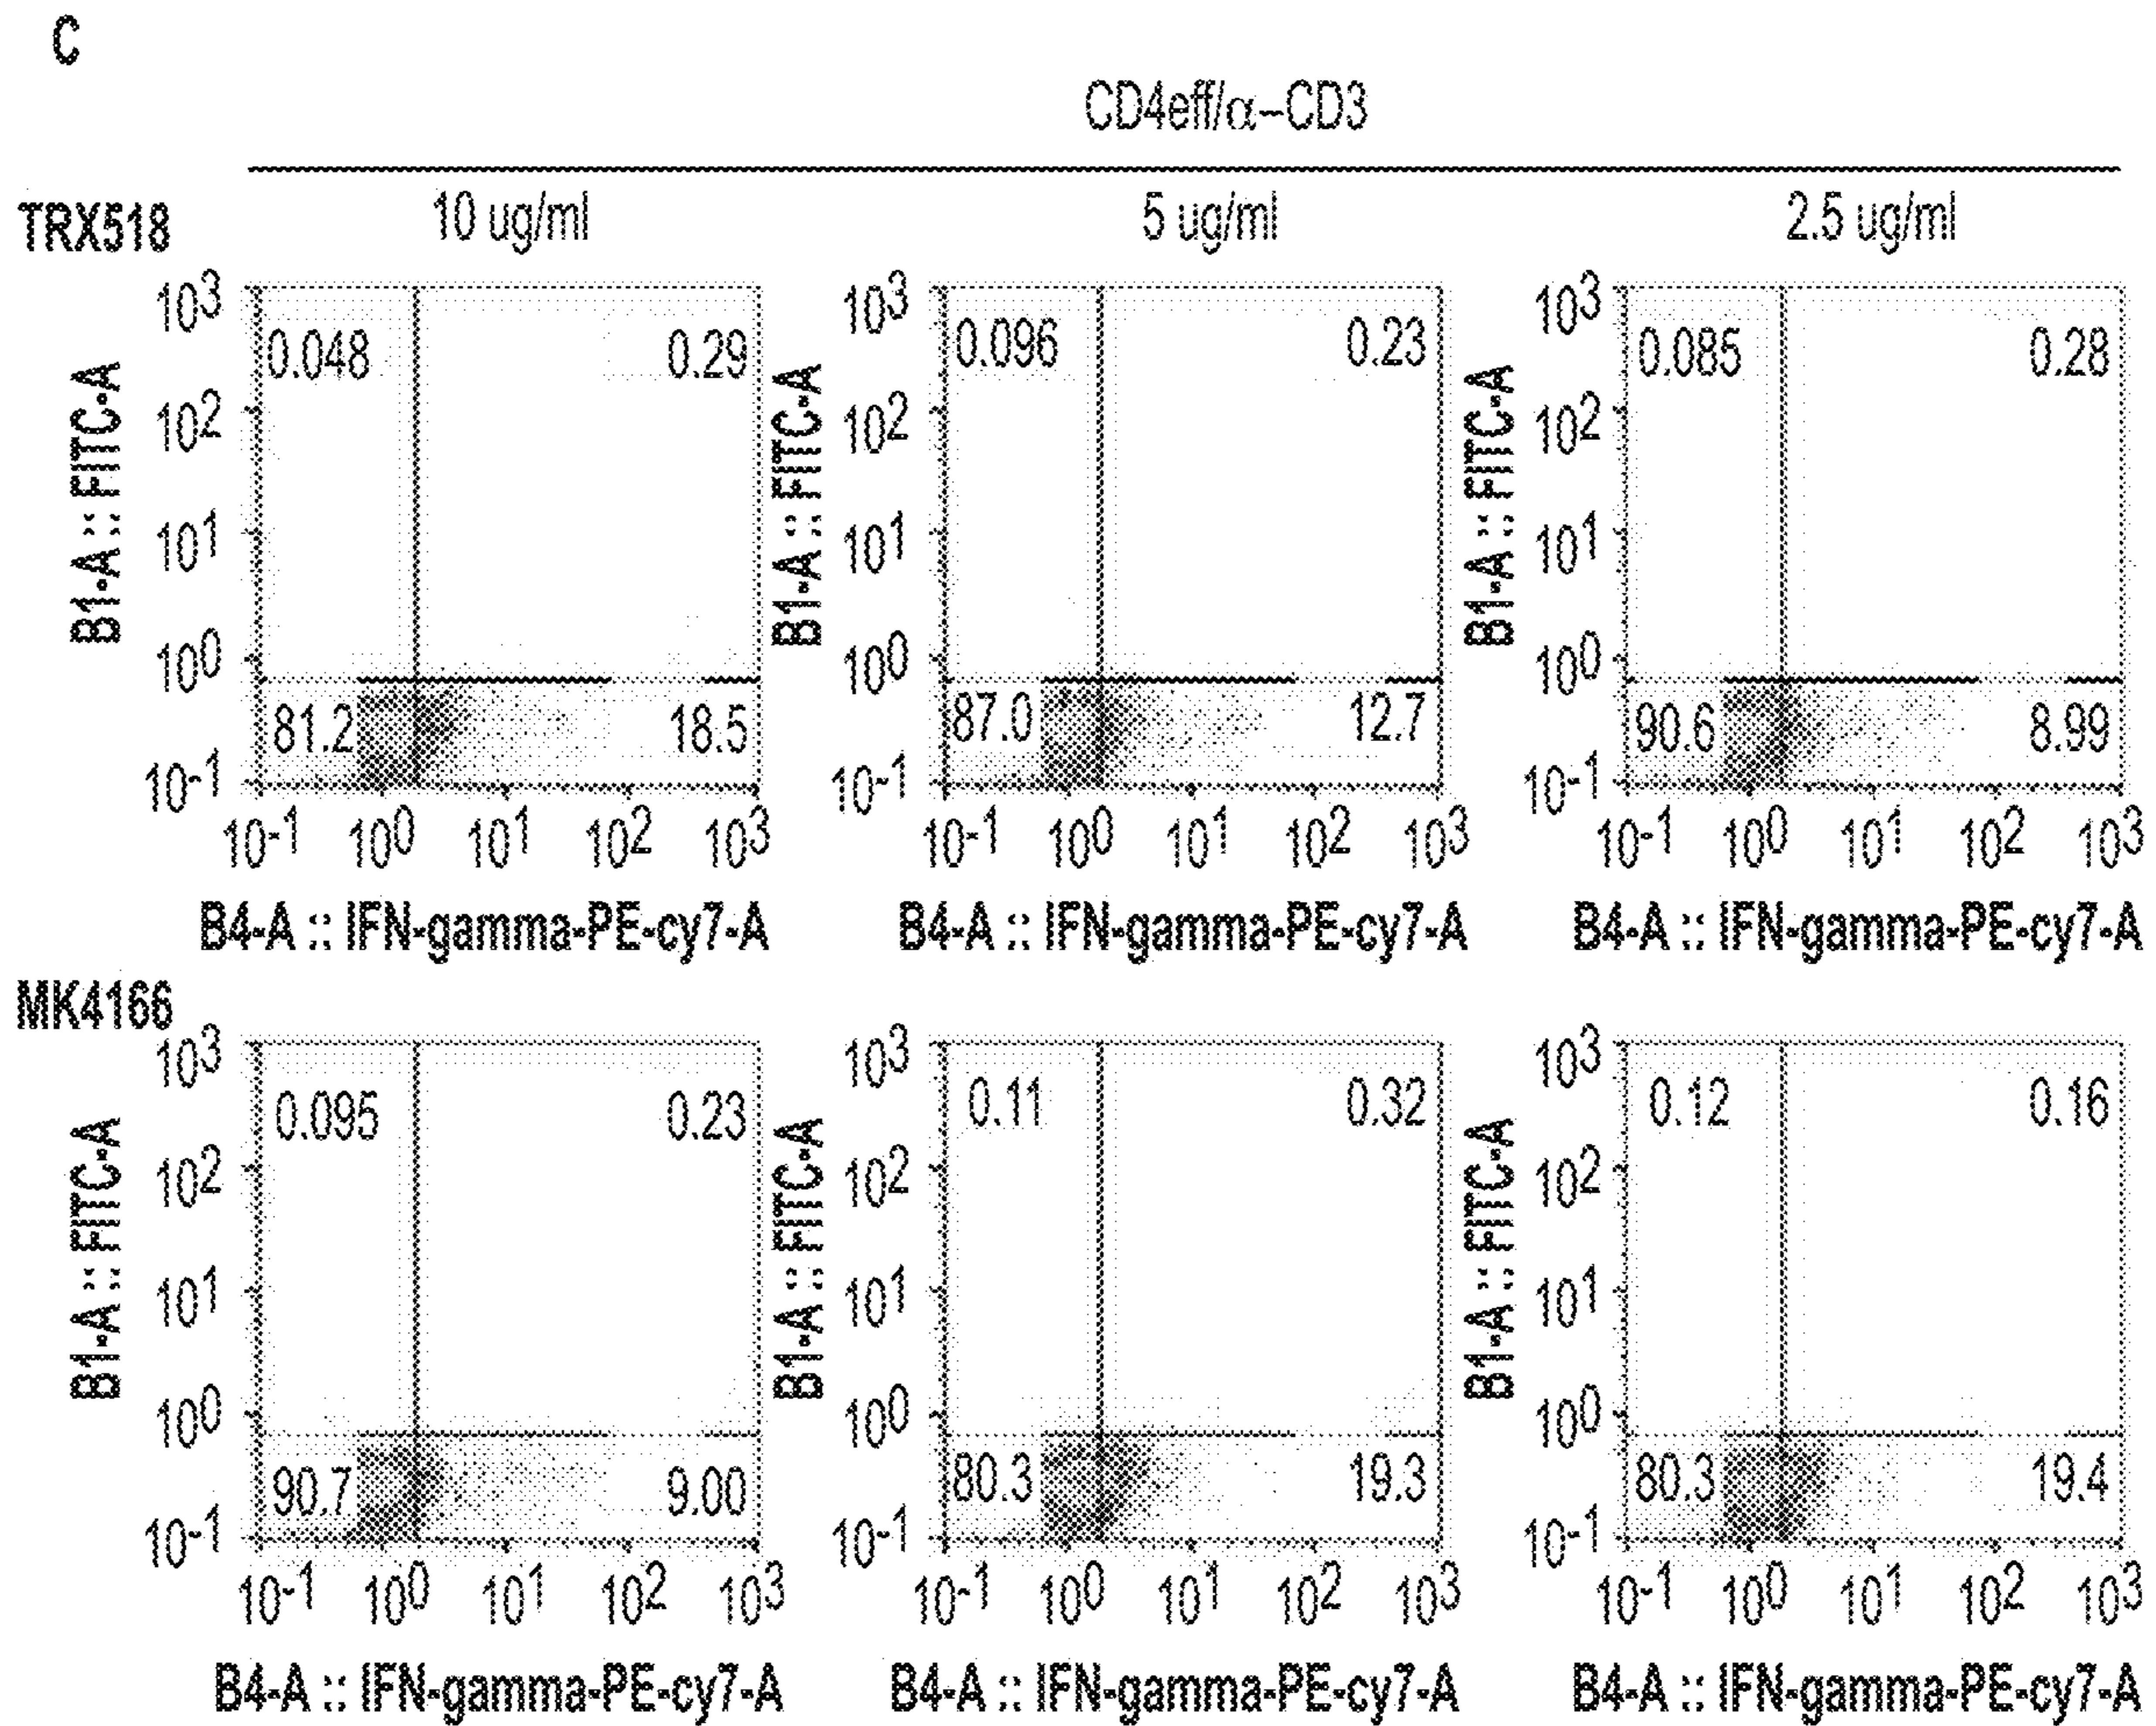 C
CD4eff/α–CD3
TRX518
10 ug/ml
5 ug/ml
2.5 ug/ml
10³
0.048
0.29
10²
10¹
10⁰
81.2
18.5
10⁻¹
B1-A :: FITC-A
10⁻¹ 10⁰ 10¹ 10² 10³
B4-A :: IFN-gamma-PE-cy7-A
10³
0.096
0.23
10²
10¹
10⁰
87.0
12.7
10⁻¹
B1-A :: FITC-A
10⁻¹ 10⁰ 10¹ 10² 10³
B4-A :: IFN-gamma-PE-cy7-A
10³
0.085
0.28
10²
10¹
10⁰
90.6
8.99
10⁻¹
B1-A :: FITC-A
10⁻¹ 10⁰ 10¹ 10² 10³
B4-A :: IFN-gamma-PE-cy7-A
MK4166
10³
0.095
0.23
10²
10¹
10⁰
90.7
9.00
10⁻¹
B1-A :: FITC-A
10⁻¹ 10⁰ 10¹ 10² 10³
B4-A :: IFN-gamma-PE-cy7-A
10³
0.11
0.32
10²
10¹
10⁰
80.3
19.3
10⁻¹
B1-A :: FITC-A
10⁻¹ 10⁰ 10¹ 10² 10³
B4-A :: IFN-gamma-PE-cy7-A
10³
0.12
0.16
10²
10¹
10⁰
80.3
19.4
10⁻¹
B1-A :: FITC-A
10⁻¹ 10⁰ 10¹ 10² 10³
B4-A :: IFN-gamma-PE-cy7-A